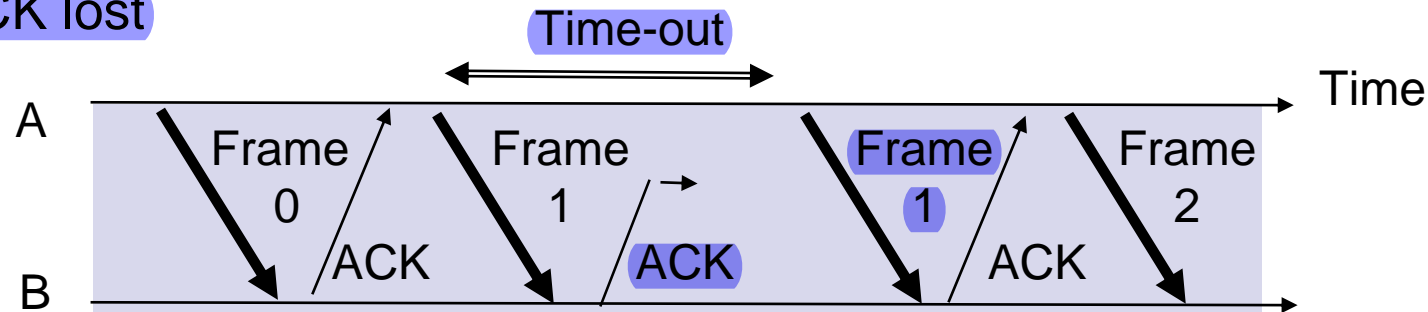 CK lost
Time-out
Time
A
Frame Frame Frame Frame
0 1 1 2
ACK ACK ACK
B